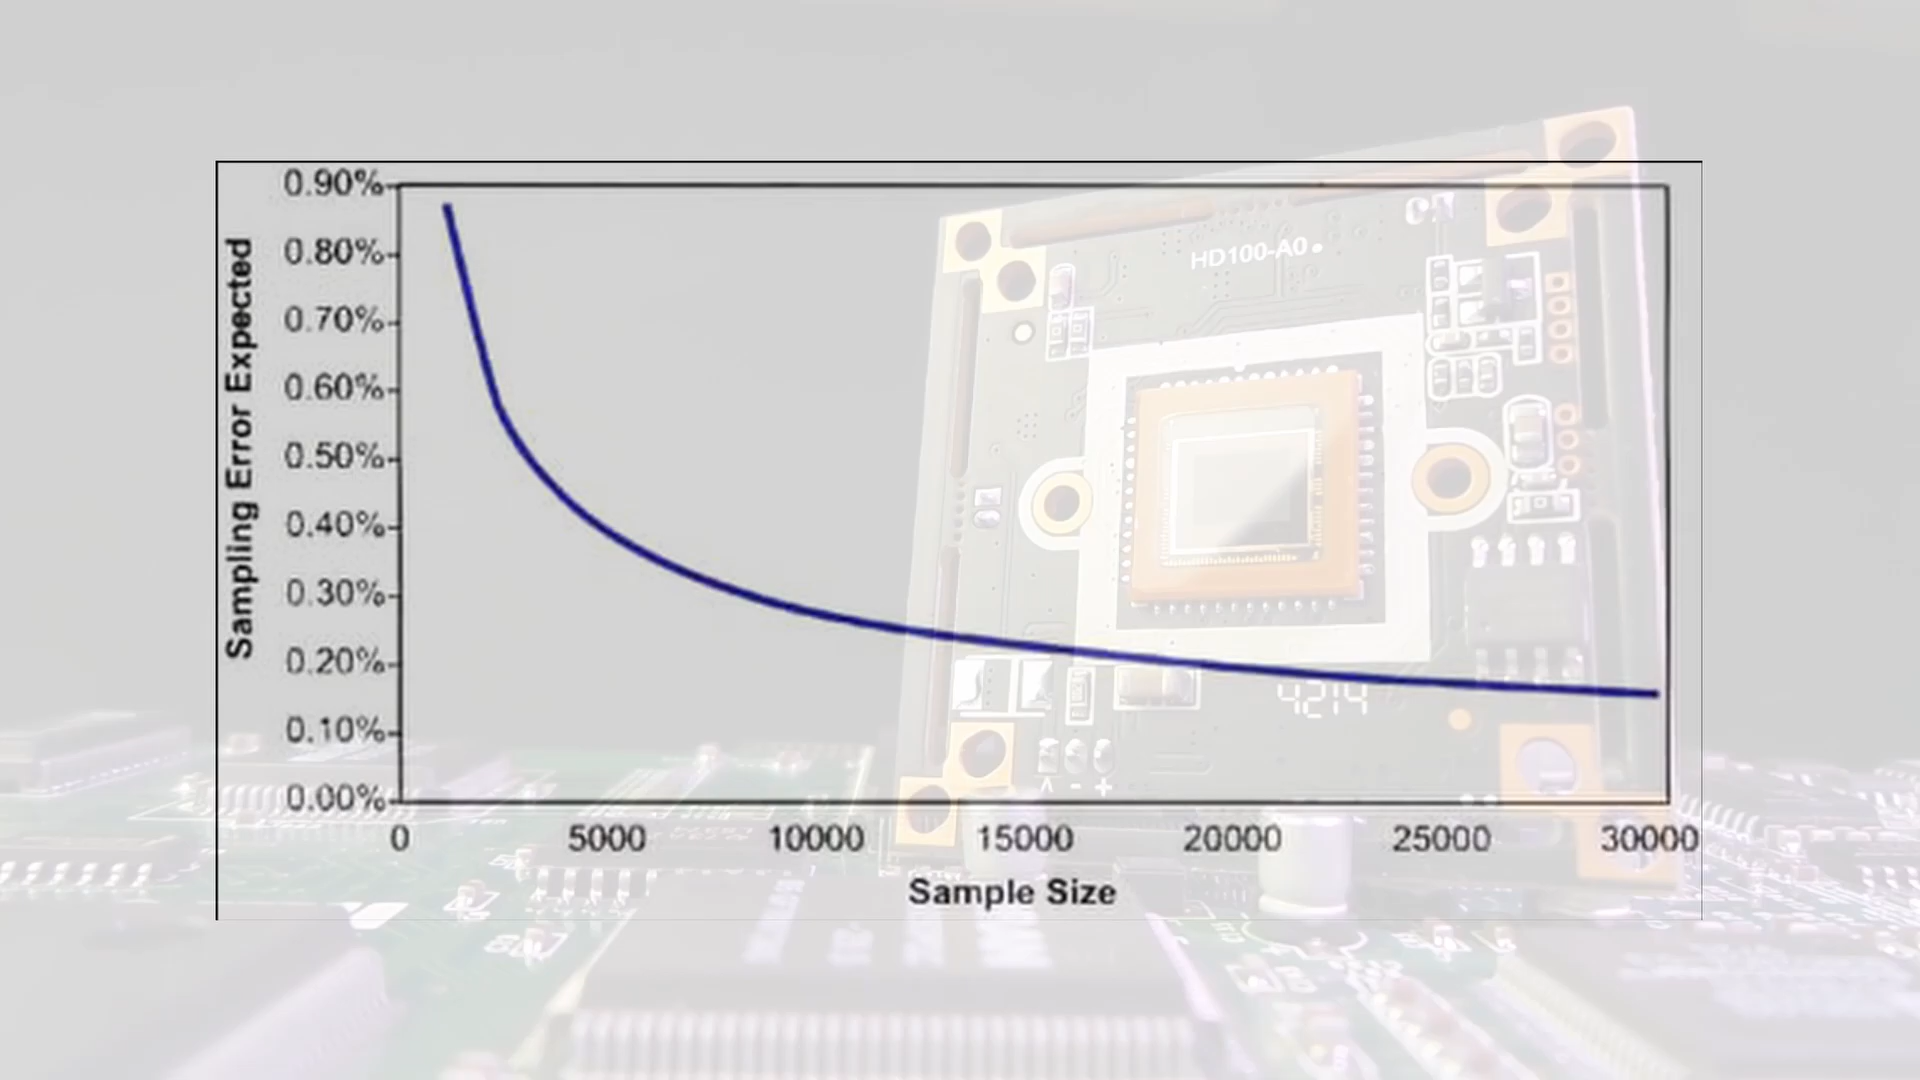 0.90%
0.80%
0.70%
0.60%
0.50%
0.40%
0.30%
0.20%
0.10%
0.00%
Sampling Error Expected
0 5000 10000 15000 20000 25000 30000
Sample Size
HD100-A0
4214